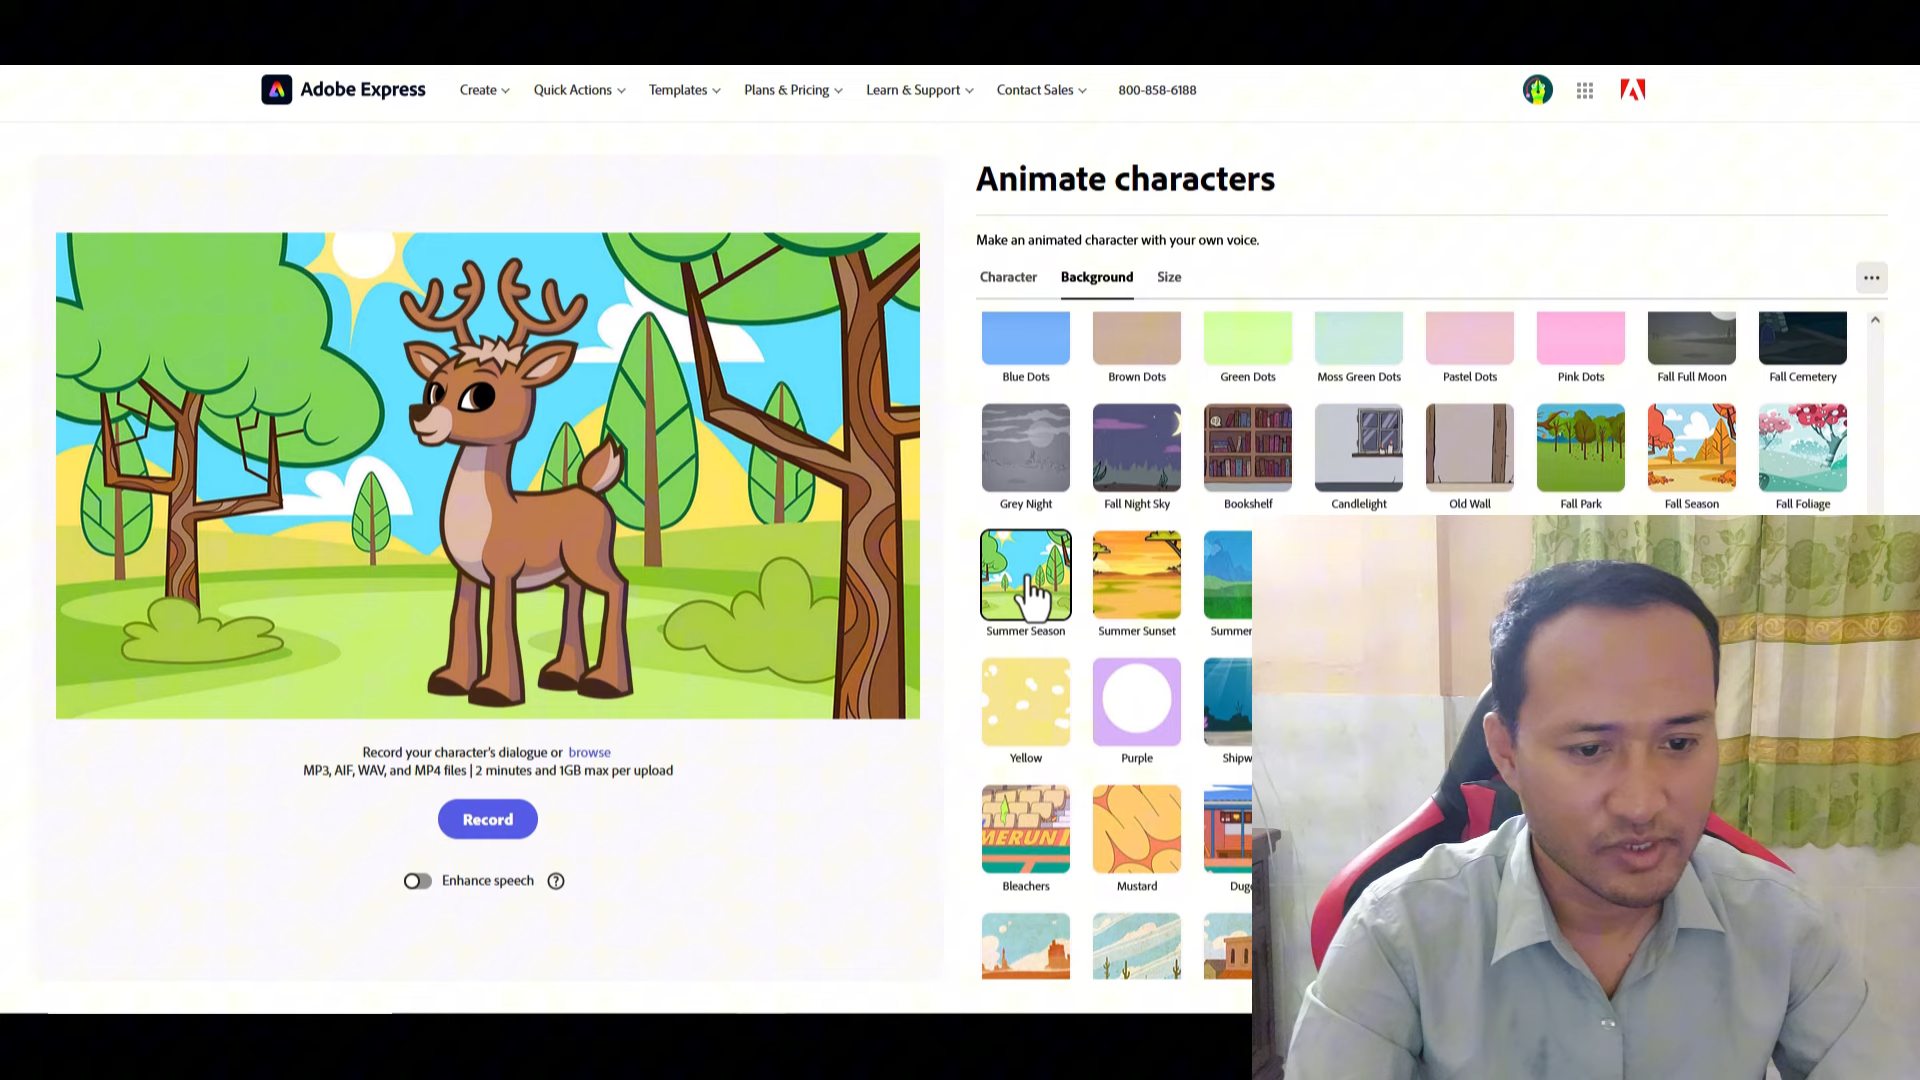 Adobe Express
Create
Quick Actions
Templates
Plans & Pricing
Learn & Support
Contact Sales
800-858-6188
Animate characters
Make an animated character with your own voice.
Character
Background
Size
Blue Dots
Brown Dots
Green Dots
Moss Green Dots
Pastel Dots
Pink Dots
Fall Full Moon
Fall Cemetery
Grey Night
Fall Night Sky
Bookshelf
Candlelight
Old Wall
Fall Park
Fall Season
Fall Foliage
Summer Season
Summer Sunset
Summer
Yellow
Purple
Shipw
MERUN
Bleachers
Mustard
Dug
Record your character's dialogue or browse
MP3, AIF, WAV, and MP4 files | 2 minutes and 1GB max per upload
Record
Enhance speech
?